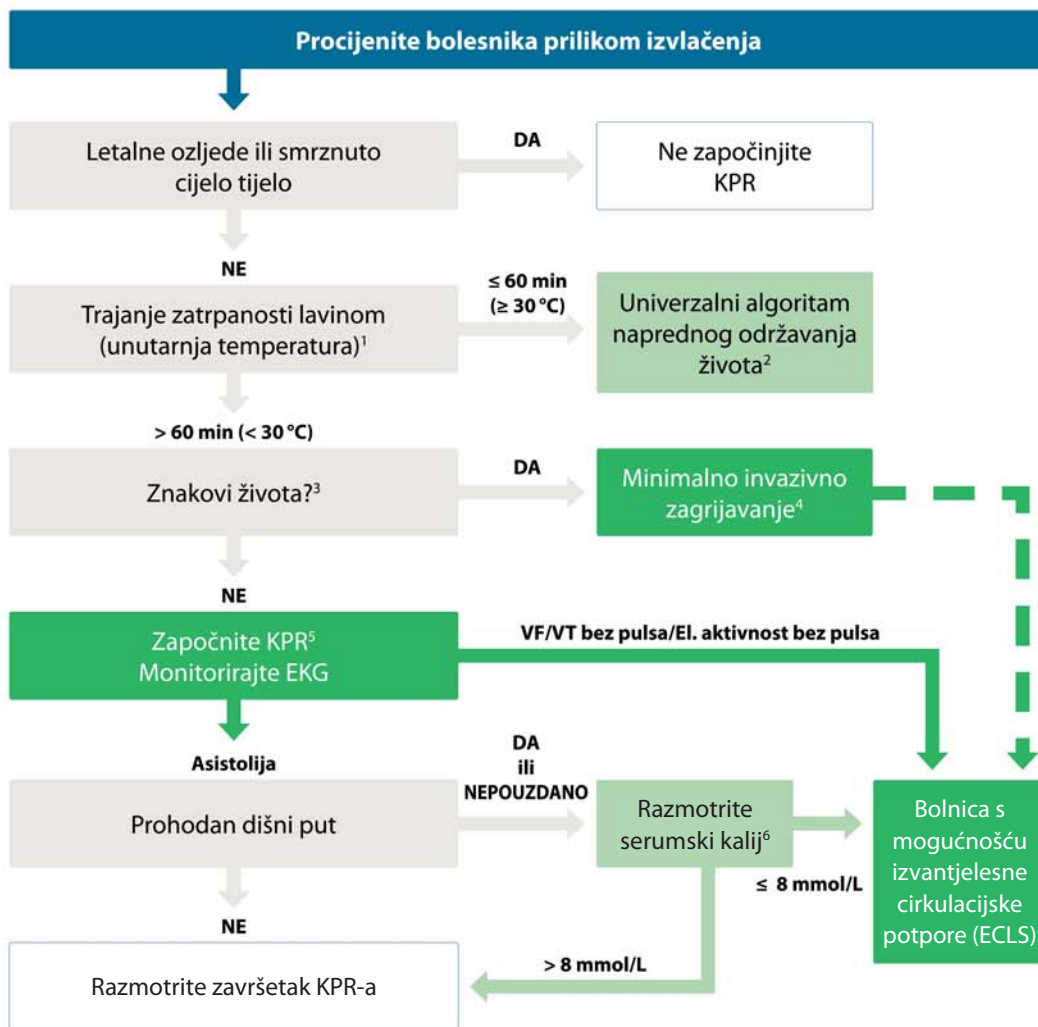 Procijenite bolesnika prilikom izvlačenja
Letalne ozljede ili smrznuto
cijelo tijelo
DA
Ne započinjite
KPR
NE
Trajanje zatrpanosti lavinom
(unutarnja temperatura)¹
≤ 60 min
(≥ 30 °C)
Univerzalni algoritam
naprednog održavanja
života²
> 60 min (< 30 °C)
Znakovi života?³
DA
Minimalno invazivno
zagrijavanje⁴
NE
Započnite KPR⁵
Monitorirajte EKG
VF/VT bez pulsa/El. aktivnost bez pulsa
Asistolija
Prohodan dišni put
DA
ili
NEPOUZDANO
Razmotrite
serumski kalij⁶
≤ 8 mmol/L
Bolnica s
mogućnošću
izvantjelesne
cirkulacijske
potpore (ECLS)
NE
> 8 mmol/L
Razmotrite završetak KPR-a